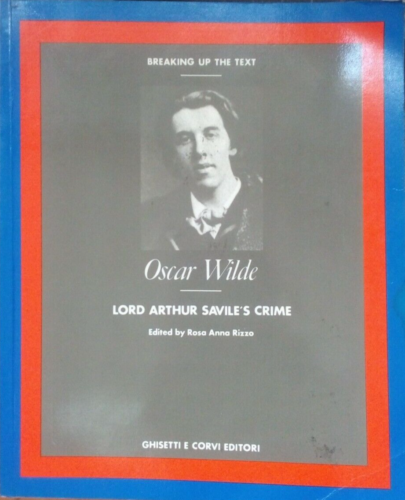 BREAKING UP THE TEXT
Oscar Wilde
LORD ARTHUR SAVILE'S CRIME
Edited by Rosa Anna Rizzo
GHISETTI E CORVI EDITORI